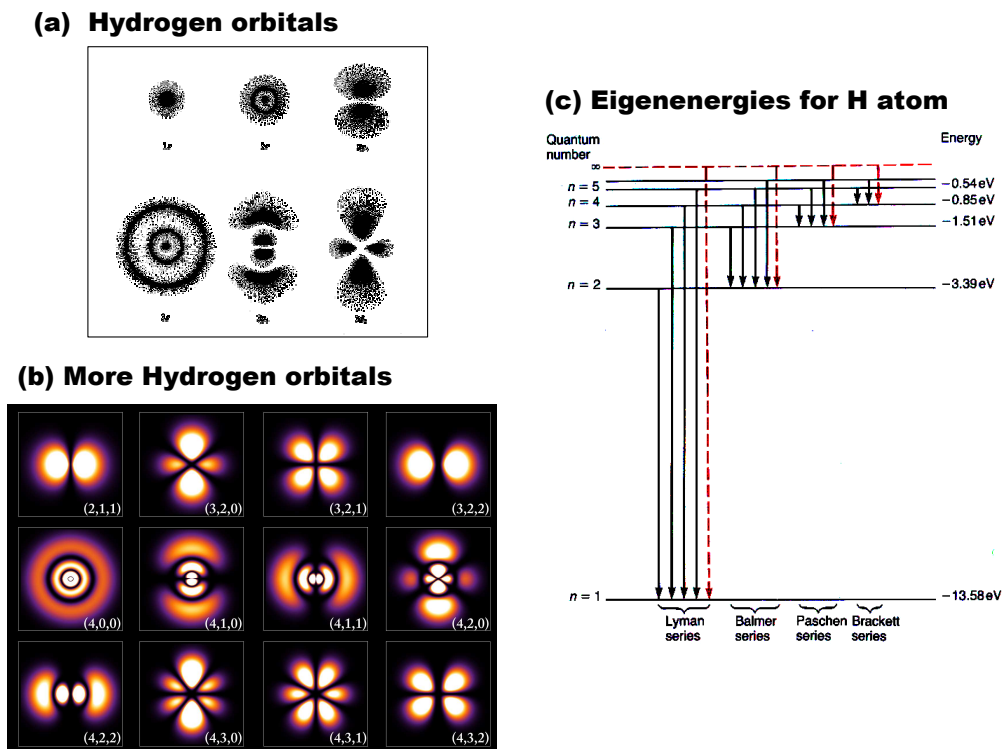 (a) Hydrogen orbitals
(b) More Hydrogen orbitals
(2,1,1)
(3,2,0)
(3,2,1)
(3,2,2)
(4,0,0)
(4,1,0)
(4,1,1)
(4,2,0)
(4,2,2)
(4,3,0)
(4,3,1)
(4,3,2)
(c) Eigenenergies for H atom
Quantum
number
Energy
∞
n = 5
−0.54 eV
n = 4
−0.85 eV
n = 3
−1.51 eV
n = 2
−3.39 eV
n = 1
−13.58 eV
Lyman
series
Balmer
series
Paschen
series
Brackett
series